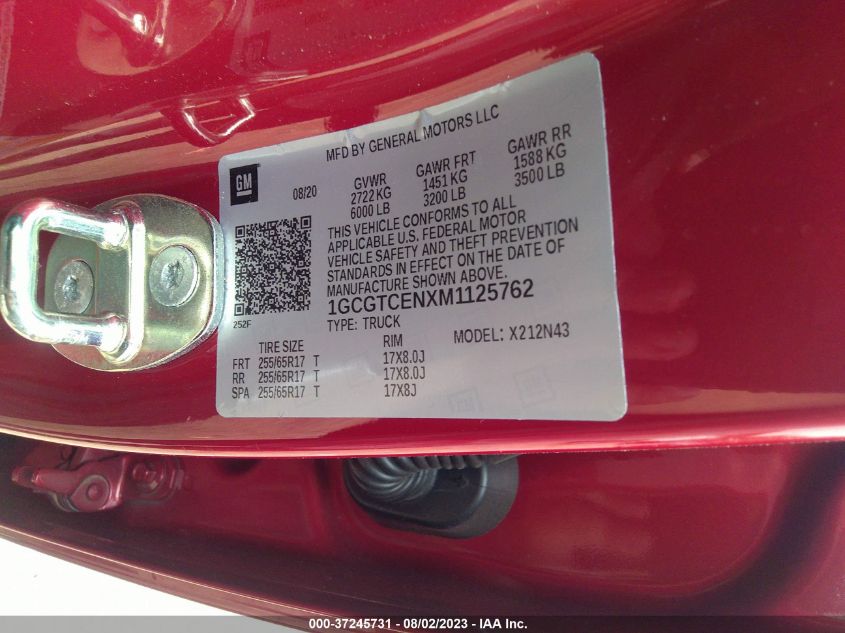 MFD BY GENERAL MOTORS LLC
GM
08/20 GVWR GAWR FRT GAWR RR
2722 KG 1451 KG 1588 KG
6000 LB 3200 LB 3500 LB
THIS VEHICLE CONFORMS TO ALL
APPLICABLE U.S. FEDERAL MOTOR
VEHICLE SAFETY AND THEFT PREVENTION
STANDARDS IN EFFECT ON THE DATE OF
MANUFACTURE SHOWN ABOVE.
1GCGTCENXM1125762
252F
TYPE: TRUCK MODEL: X212N43
TIRE SIZE RIM
FRT 255/65R17 T 17X8.0J
RR 255/65R17 T 17X8.0J
SPA 255/65R17 T 17X8J
000-37245731 - 08/02/2023 - IAA Inc.